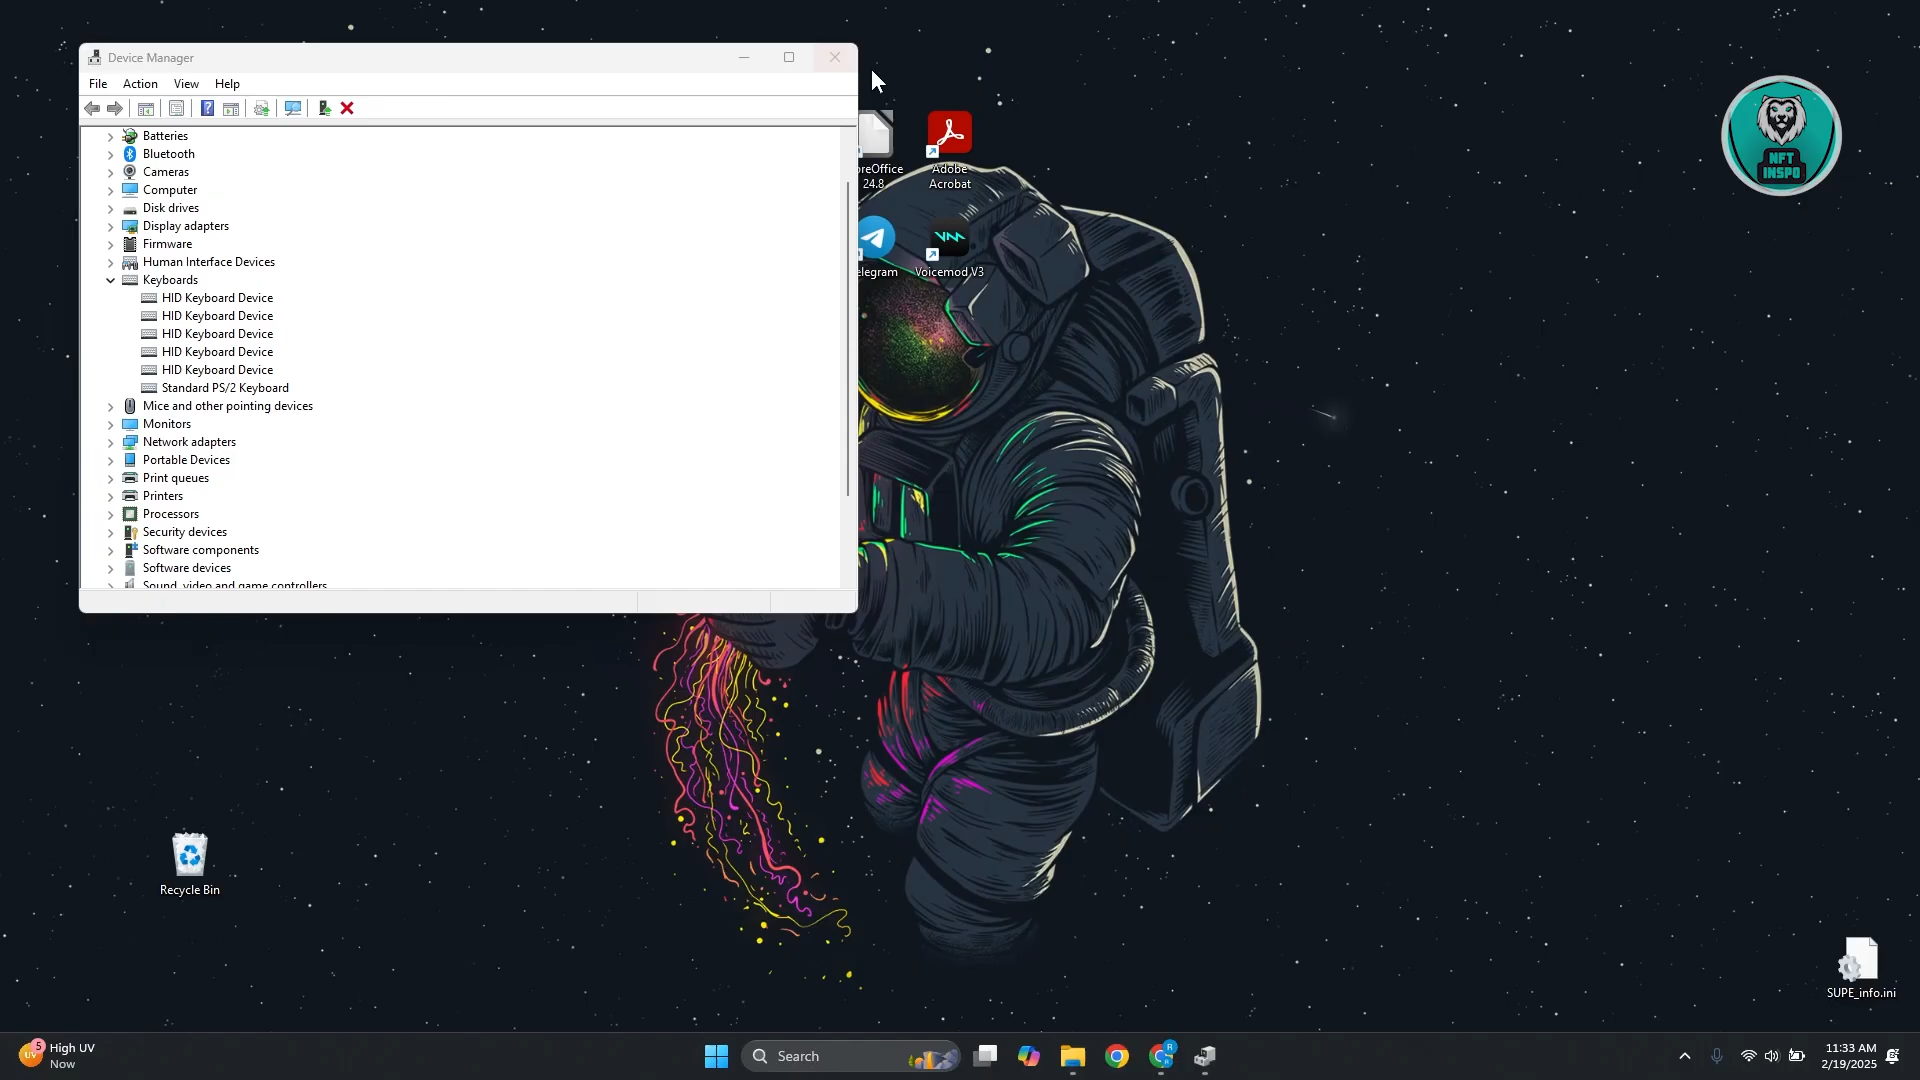 Device Manager
File Action View Help
Batteries
Bluetooth
Cameras
Computer
Disk drives
Display adapters
Firmware
Human Interface Devices
Keyboards
HID Keyboard Device
HID Keyboard Device
HID Keyboard Device
HID Keyboard Device
HID Keyboard Device
Standard PS/2 Keyboard
Mice and other pointing devices
Monitors
Network adapters
Portable Devices
Print queues
Printers
Processors
Security devices
Software components
Software devices
Sound, video and game controllers
oreOffice
24.8
Adobe
Acrobat
elegram
Voicemod V3
NFT
INSPO
Recycle Bin
SUPE_info.ini
UV
5
High UV
Now
Search
R
11:33 AM
2/19/2025